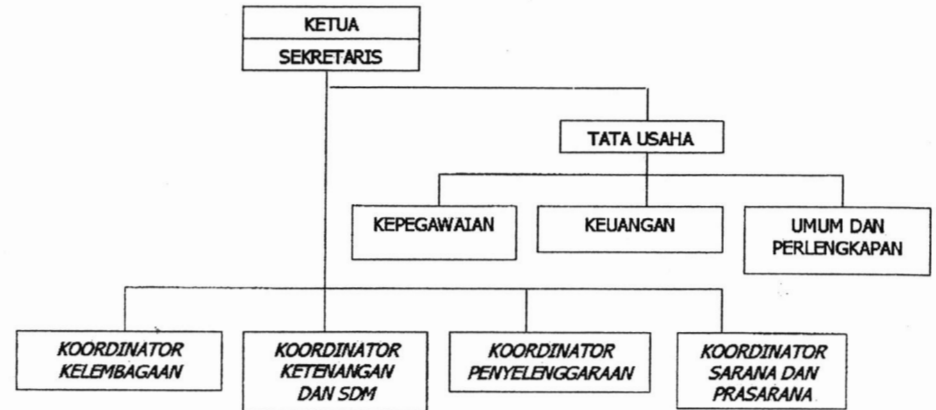 KETUA
SEKRETARIS
TATA USAHA
KEPEGAWAIAN
KEUANGAN
UMUM DAN
PERLENGKAPAN
KOORDINATOR
KELEMBAGAAN
KOORDINATOR
KETENANGAN
DAN SDM
KOORDINATOR
PENYELENGGARAAN
KOORDINATOR
SARANA DAN
PRASARANA